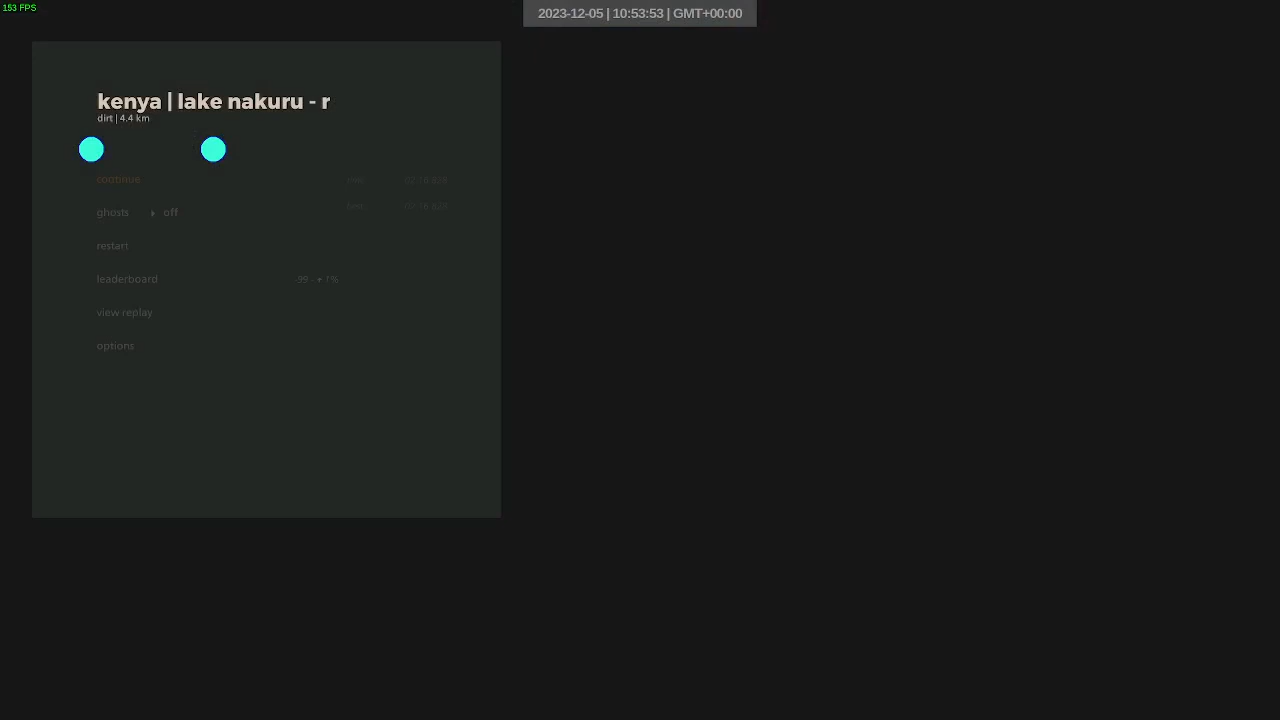 153 FPS
2023-12-05 | 10:53:53 | GMT+00:00
kenya | lake nakuru - r
dirt | 4.4 km
continue
ghosts off
restart
leaderboard
view replay
options